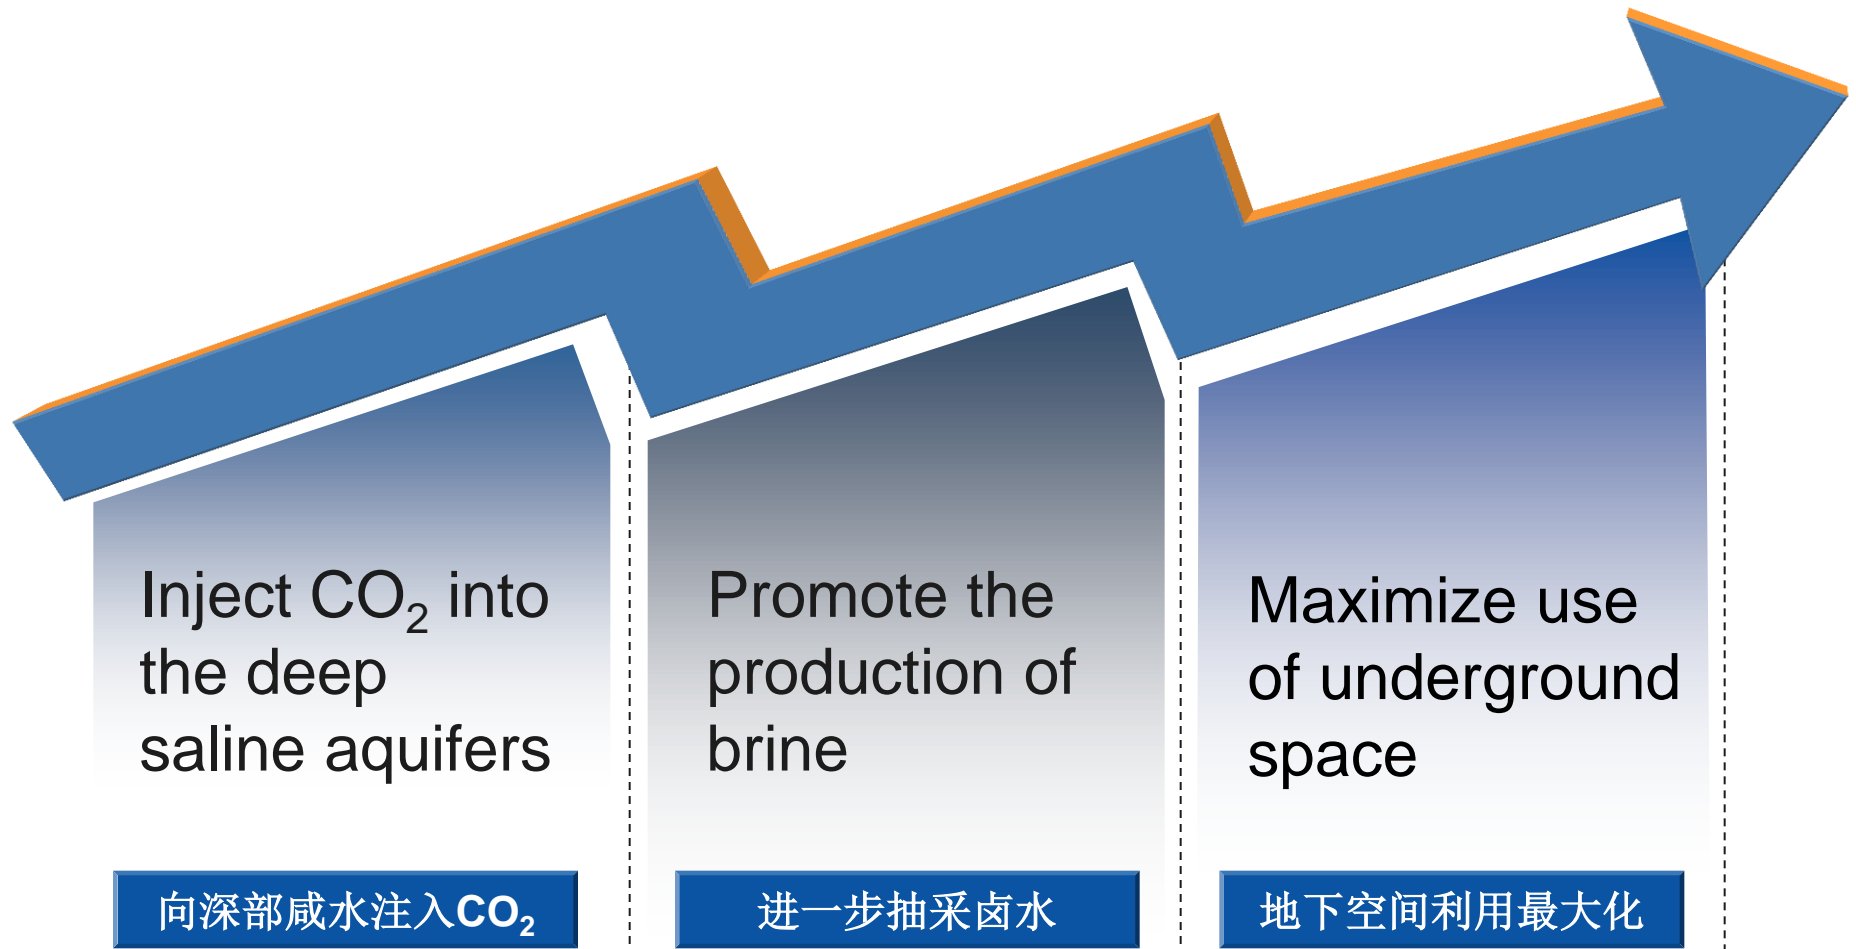 Inject CO₂ into
the deep
saline aquifers
Promote the
production of
brine
Maximize use
of underground
space
向深部咸水注入CO₂
进一步抽采卤水
地下空间利用最大化